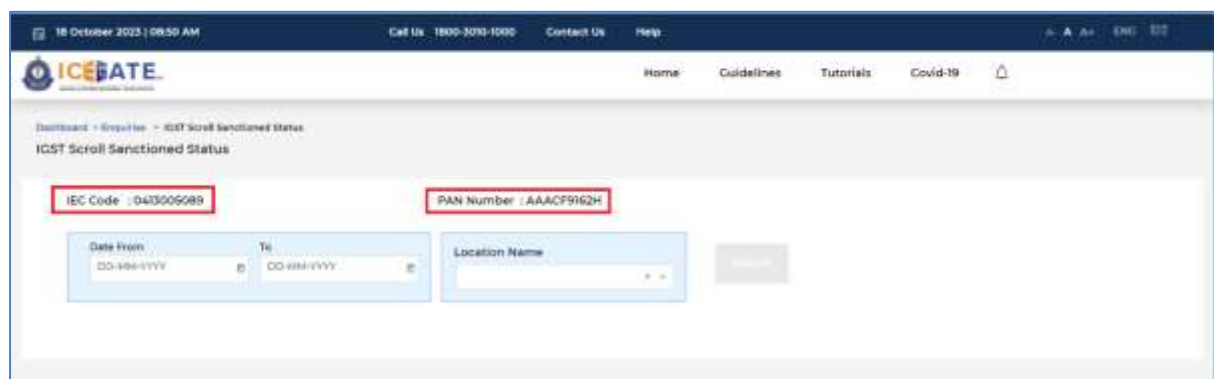 18 October 2023 | 08:50 AM
Call Us 1800-3010-1000
Contact Us
Help
A- A A+
ENG
ICEGATE
Home
Guidelines
Tutorials
Covid-19
Dashboard > Enquiries > IGST Scroll Sanctioned Status
IGST Scroll Sanctioned Status
IEC Code : 0413005089
PAN Number : AAACF9162H
Date From
To
Location Name
DD-MM-YYYY
DD-MM-YYYY
Search